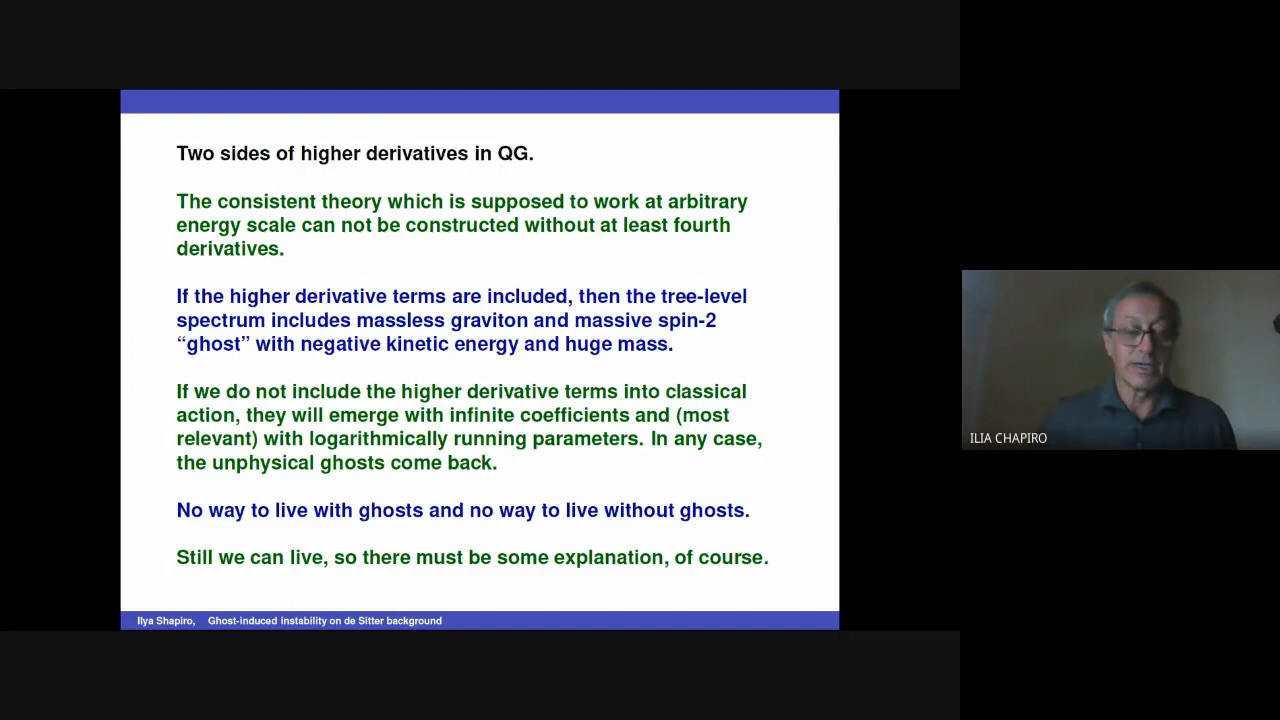 Two sides of higher derivatives in QG.
The consistent theory which is supposed to work at arbitrary
energy scale can not be constructed without at least fourth
derivatives.
If the higher derivative terms are included, then the tree-level
spectrum includes massless graviton and massive spin-2
“ghost” with negative kinetic energy and huge mass.
If we do not include the higher derivative terms into classical
action, they will emerge with infinite coefficients and (most
relevant) with logarithmically running parameters. In any case,
the unphysical ghosts come back.
No way to live with ghosts and no way to live without ghosts.
Still we can live, so there must be some explanation, of course.
Ilya Shapiro, Ghost-induced instability on de Sitter background
ILIA CHAPIRO